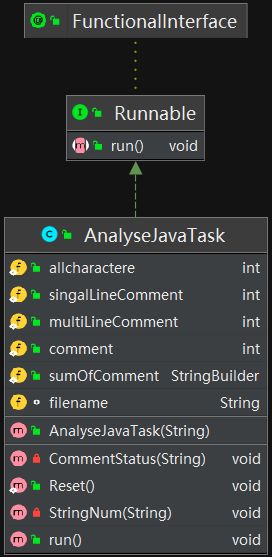 FunctionalInterface
Runnable
run() void
AnalyseJavaTask
allcharactere int
singalLineComment int
multiLineComment int
comment int
sumOfComment StringBuilder
filename String
AnalyseJavaTask(String)
CommentStatus(String) void
Reset() void
StringNum(String) void
run() void